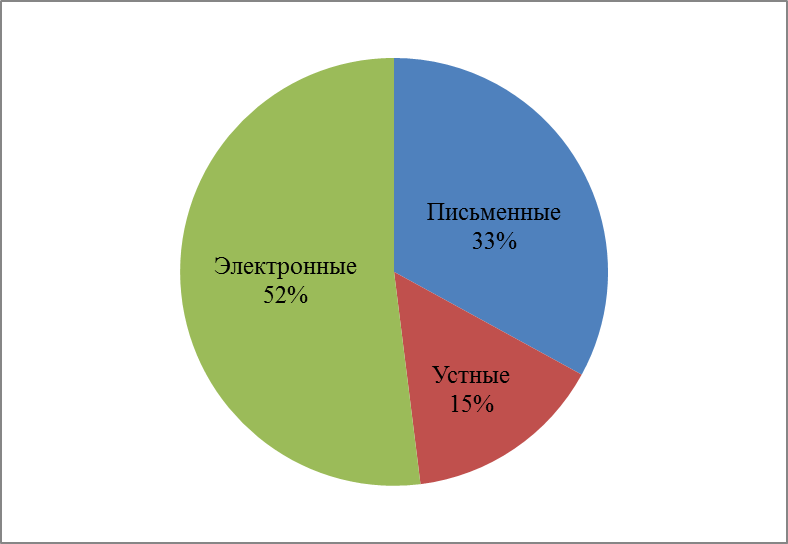 Письменные
33%
Электронные
52%
Устные
15%